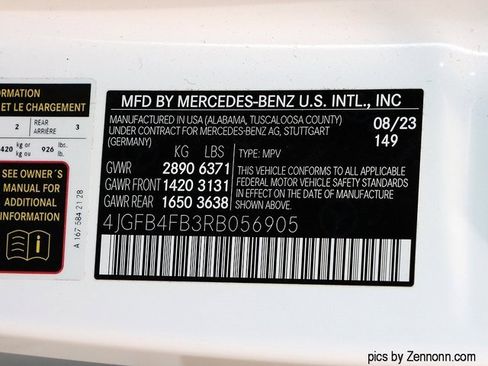 ORMATION
ET LE CHARGEMENT
2 REAR ARRIÈRE 3
420 kg or ou 926 lbs.
SEE OWNER´S
MANUAL FOR
ADDITIONAL
INFORMATION
A 167 584 21 28
MFD BY MERCEDES-BENZ U.S. INTL., INC
MANUFACTURED IN USA (ALABAMA, TUSCALOOSA COUNTY)
UNDER CONTRACT FOR MERCEDES-BENZ AG, STUTTGART
(GERMANY)
08/23
149
KG LBS
GVWR 2890 6371
GAWR FRONT 1420 3131
GAWR REAR 1650 3638
TYPE: MPV
THIS VEHICLE CONFORMS TO ALL APPLICABLE
FEDERAL MOTOR VEHICLE SAFETY STANDARDS
IN EFFECT ON THE DATE OF MANUFACTURE
SHOWN ABOVE.
4JGFB4FB3RB056905
pics by Zennonn.com